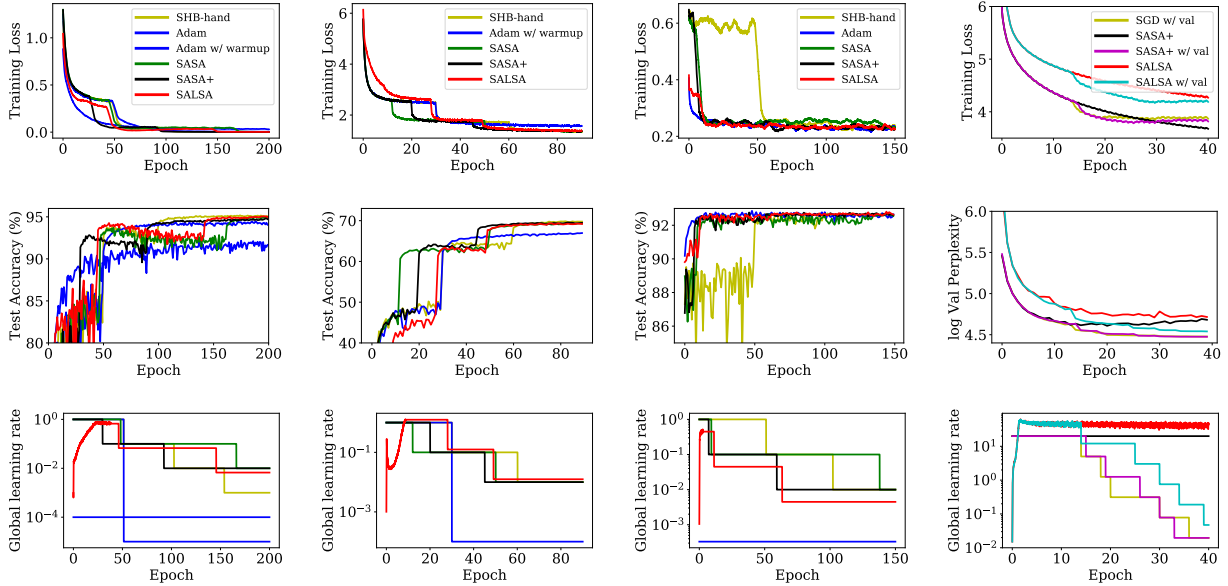 Training Loss
1.0
0.5
0.0
SHB-hand
Adam
Adam w/ warmup
SASA
SASA+
SALSA
0 50 100 150 200
Epoch
Training Loss
6
4
2
SHB-hand
Adam w/ warmup
SASA
SASA+
SALSA
0 20 40 60 80
Epoch
Training Loss
0.6
0.4
0.2
SHB-hand
Adam
SASA
SASA+
SALSA
0 50 100 150
Epoch
Training Loss
6
5
4
SGD w/ val
SASA+
SASA+ w/ val
SALSA
SALSA w/ val
0 10 20 30 40
Epoch
Test Accuracy (%)
95
90
85
80
0 50 100 150 200
Epoch
Test Accuracy (%)
70
60
50
40
0 20 40 60 80
Epoch
Test Accuracy (%)
92
90
88
86
0 50 100 150
Epoch
log Val Perplexity
6.0
5.5
5.0
4.5
0 10 20 30 40
Epoch
Global learning rate
10⁰
10⁻²
10⁻⁴
0 50 100 150 200
Epoch
Global learning rate
10⁻¹
10⁻³
0 20 40 60 80
Epoch
Global learning rate
10⁰
10⁻¹
10⁻²
10⁻³
0 50 100 150
Epoch
Global learning rate
10¹
10⁰
10⁻¹
10⁻²
0 10 20 30 40
Epoch